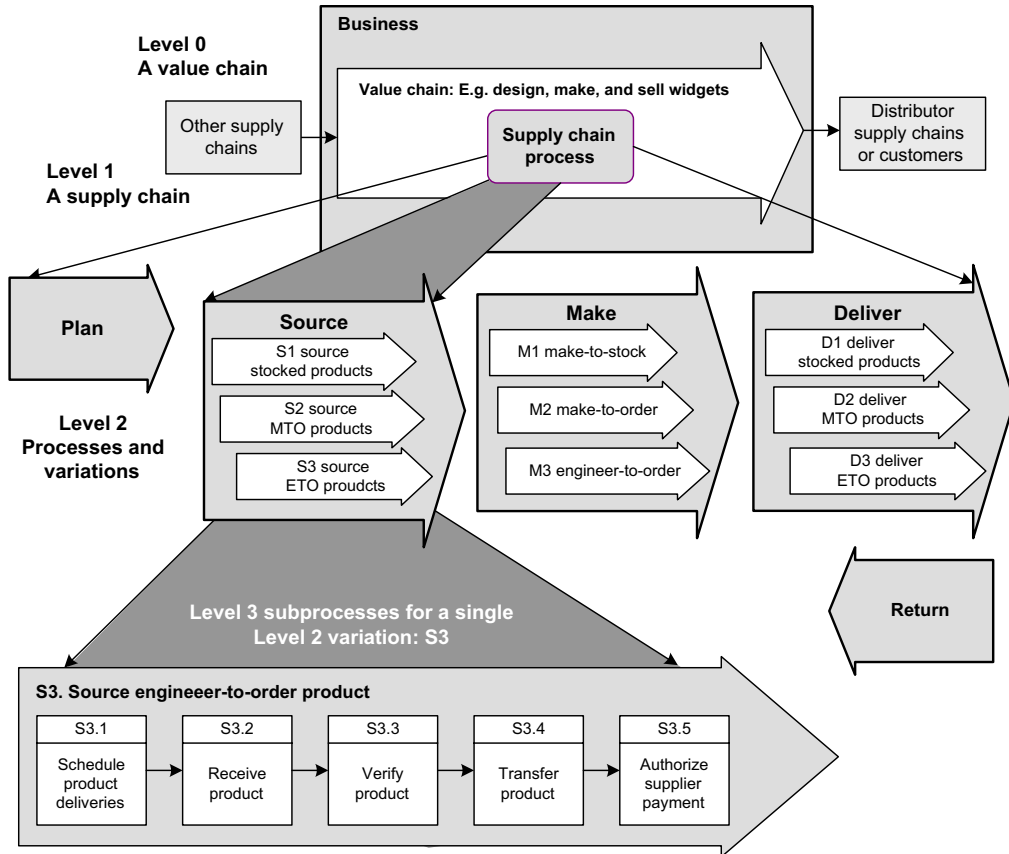 Business
Level 0
A value chain
Value chain: E.g. design, make, and sell widgets
Other supply
chains
Supply chain
process
Distributor
supply chains
or customers
Level 1
A supply chain
Plan
Source
S1 source
stocked products
S2 source
MTO products
S3 source
ETO proudcts
Make
M1 make-to-stock
M2 make-to-order
M3 engineer-to-order
Deliver
D1 deliver
stocked products
D2 deliver
MTO products
D3 deliver
ETO products
Level 2
Processes and
variations
Return
Level 3 subprocesses for a single
Level 2 variation: S3
S3. Source engineeer-to-order product
S3.1
Schedule
product
deliveries
S3.2
Receive
product
S3.3
Verify
product
S3.4
Transfer
product
S3.5
Authorize
supplier
payment